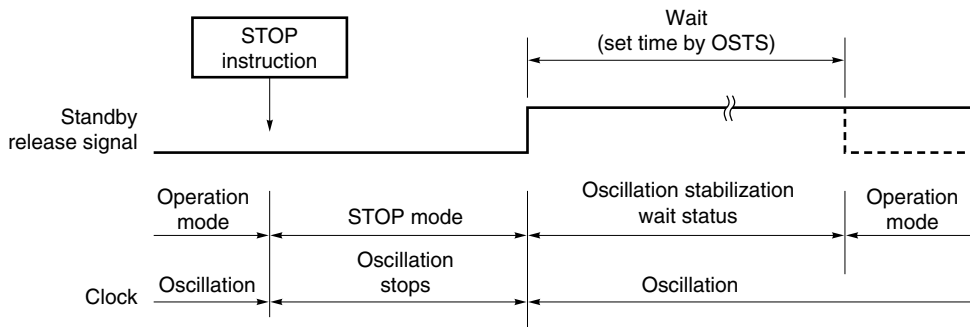 STOP
instruction
Wait
(set time by OSTS)
Standby
release signal
Operation
mode
STOP mode
Oscillation stabilization
wait status
Operation
mode
Clock
Oscillation
Oscillation
stops
Oscillation